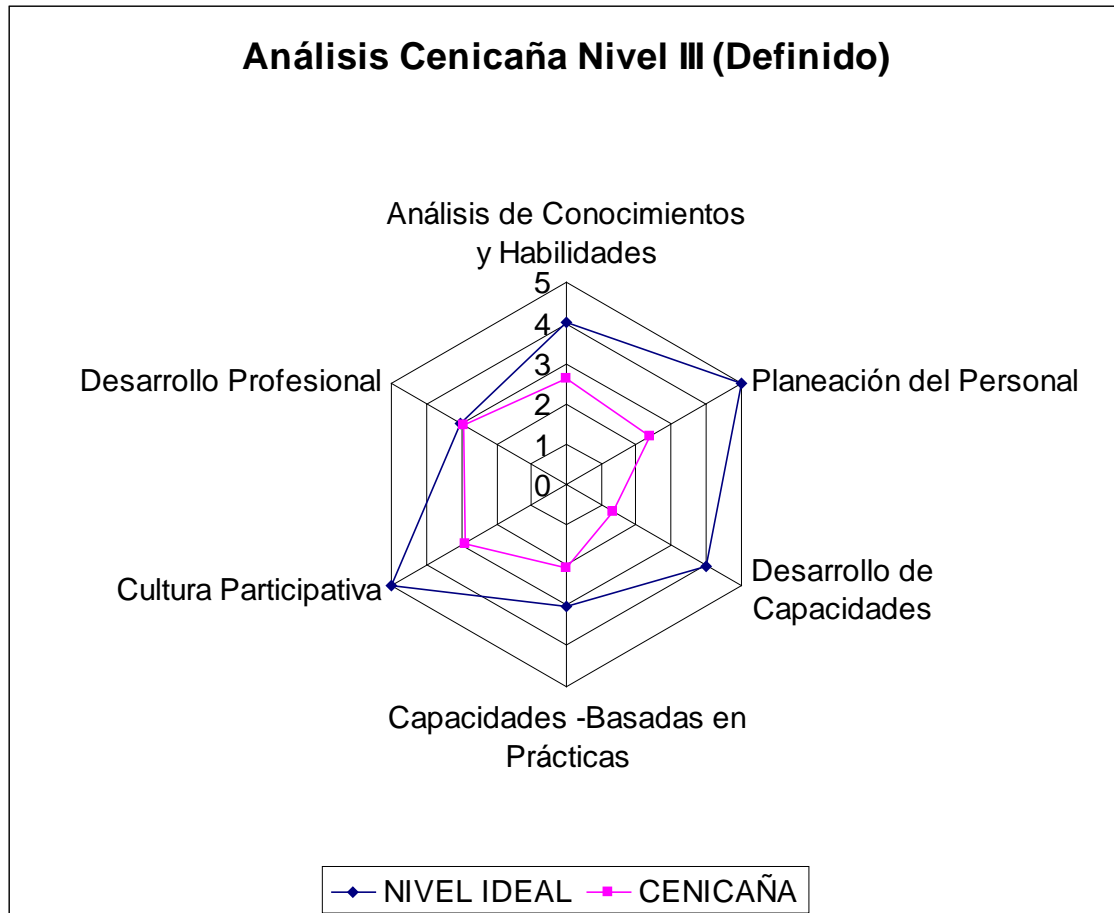 Análisis Cenicaña Nivel III (Definido)
Análisis de Conocimientos
y Habilidades
5
4
3
2
1
0
Desarrollo Profesional
Planeación del Personal
Cultura Participativa
Desarrollo de
Capacidades
Capacidades -Basadas en
Prácticas
NIVEL IDEAL
CENICAÑA